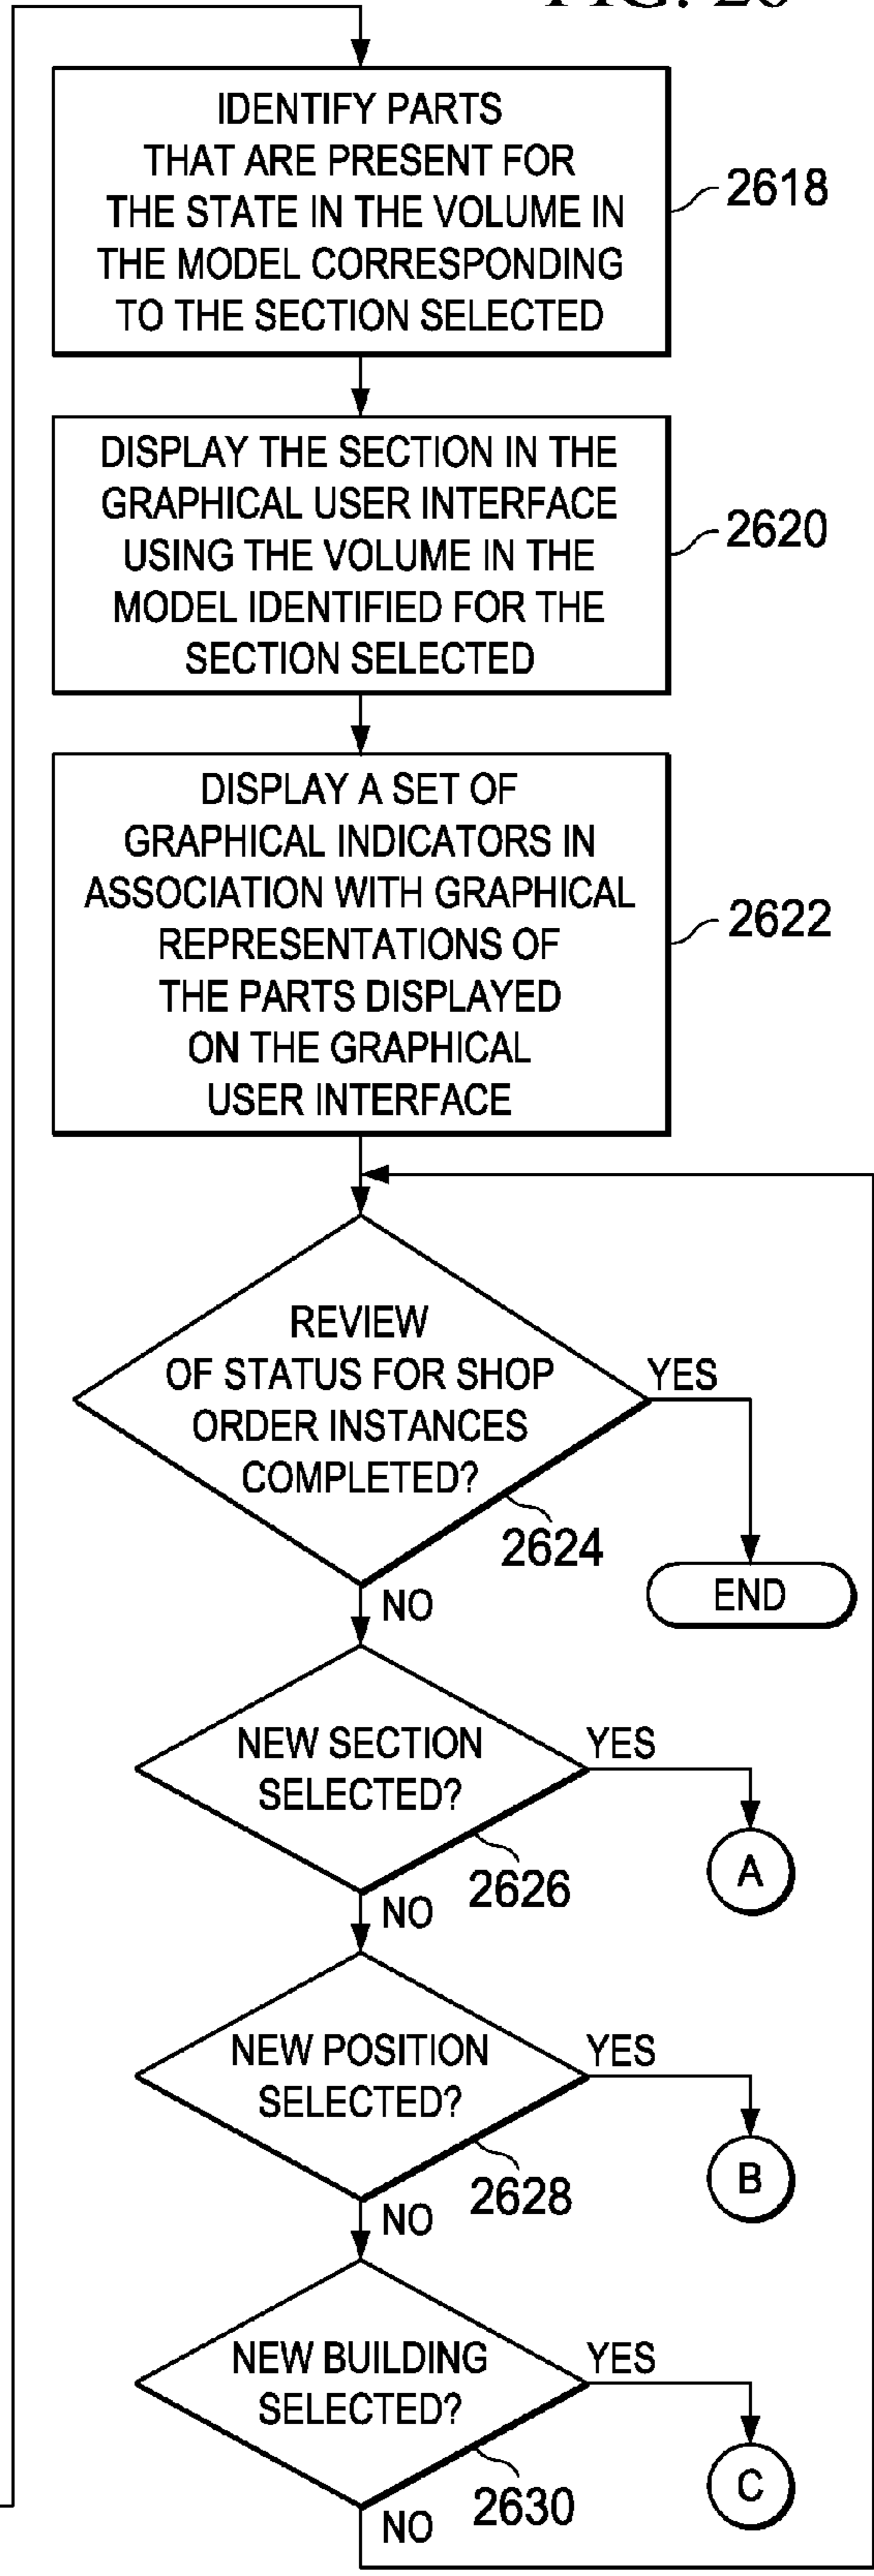 IDENTIFY PARTS
THAT ARE PRESENT FOR
THE STATE IN THE VOLUME IN
THE MODEL CORRESPONDING
TO THE SECTION SELECTED
2618
DISPLAY THE SECTION IN THE
GRAPHICAL USER INTERFACE
USING THE VOLUME IN THE
MODEL IDENTIFIED FOR THE
SECTION SELECTED
2620
DISPLAY A SET OF
GRAPHICAL INDICATORS IN
ASSOCIATION WITH GRAPHICAL
REPRESENTATIONS OF
THE PARTS DISPLAYED
ON THE GRAPHICAL
USER INTERFACE
2622
REVIEW
OF STATUS FOR SHOP
ORDER INSTANCES
COMPLETED?
YES
2624
END
NO
NEW SECTION
SELECTED?
YES
2626
A
NO
NEW POSITION
SELECTED?
YES
2628
B
NO
NEW BUILDING
SELECTED?
YES
2630
C
NO